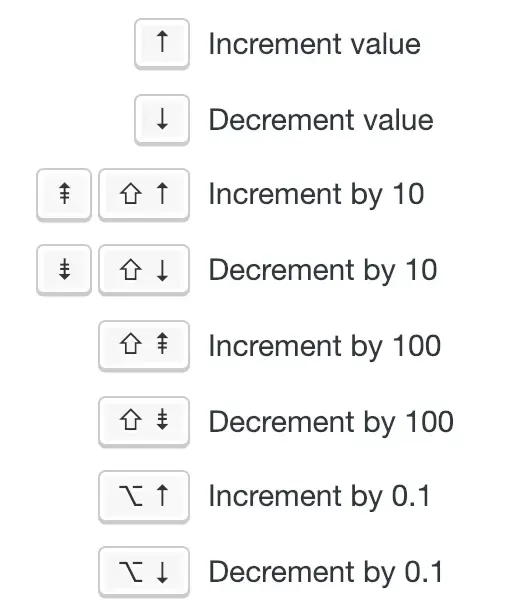 ↑ Increment value
↓ Decrement value
⇞ ⇧ ↑ Increment by 10
⇟ ⇧ ↓ Decrement by 10
⇧ ⇞ Increment by 100
⇧ ⇟ Decrement by 100
⌥ ↑ Increment by 0.1
⌥ ↓ Decrement by 0.1